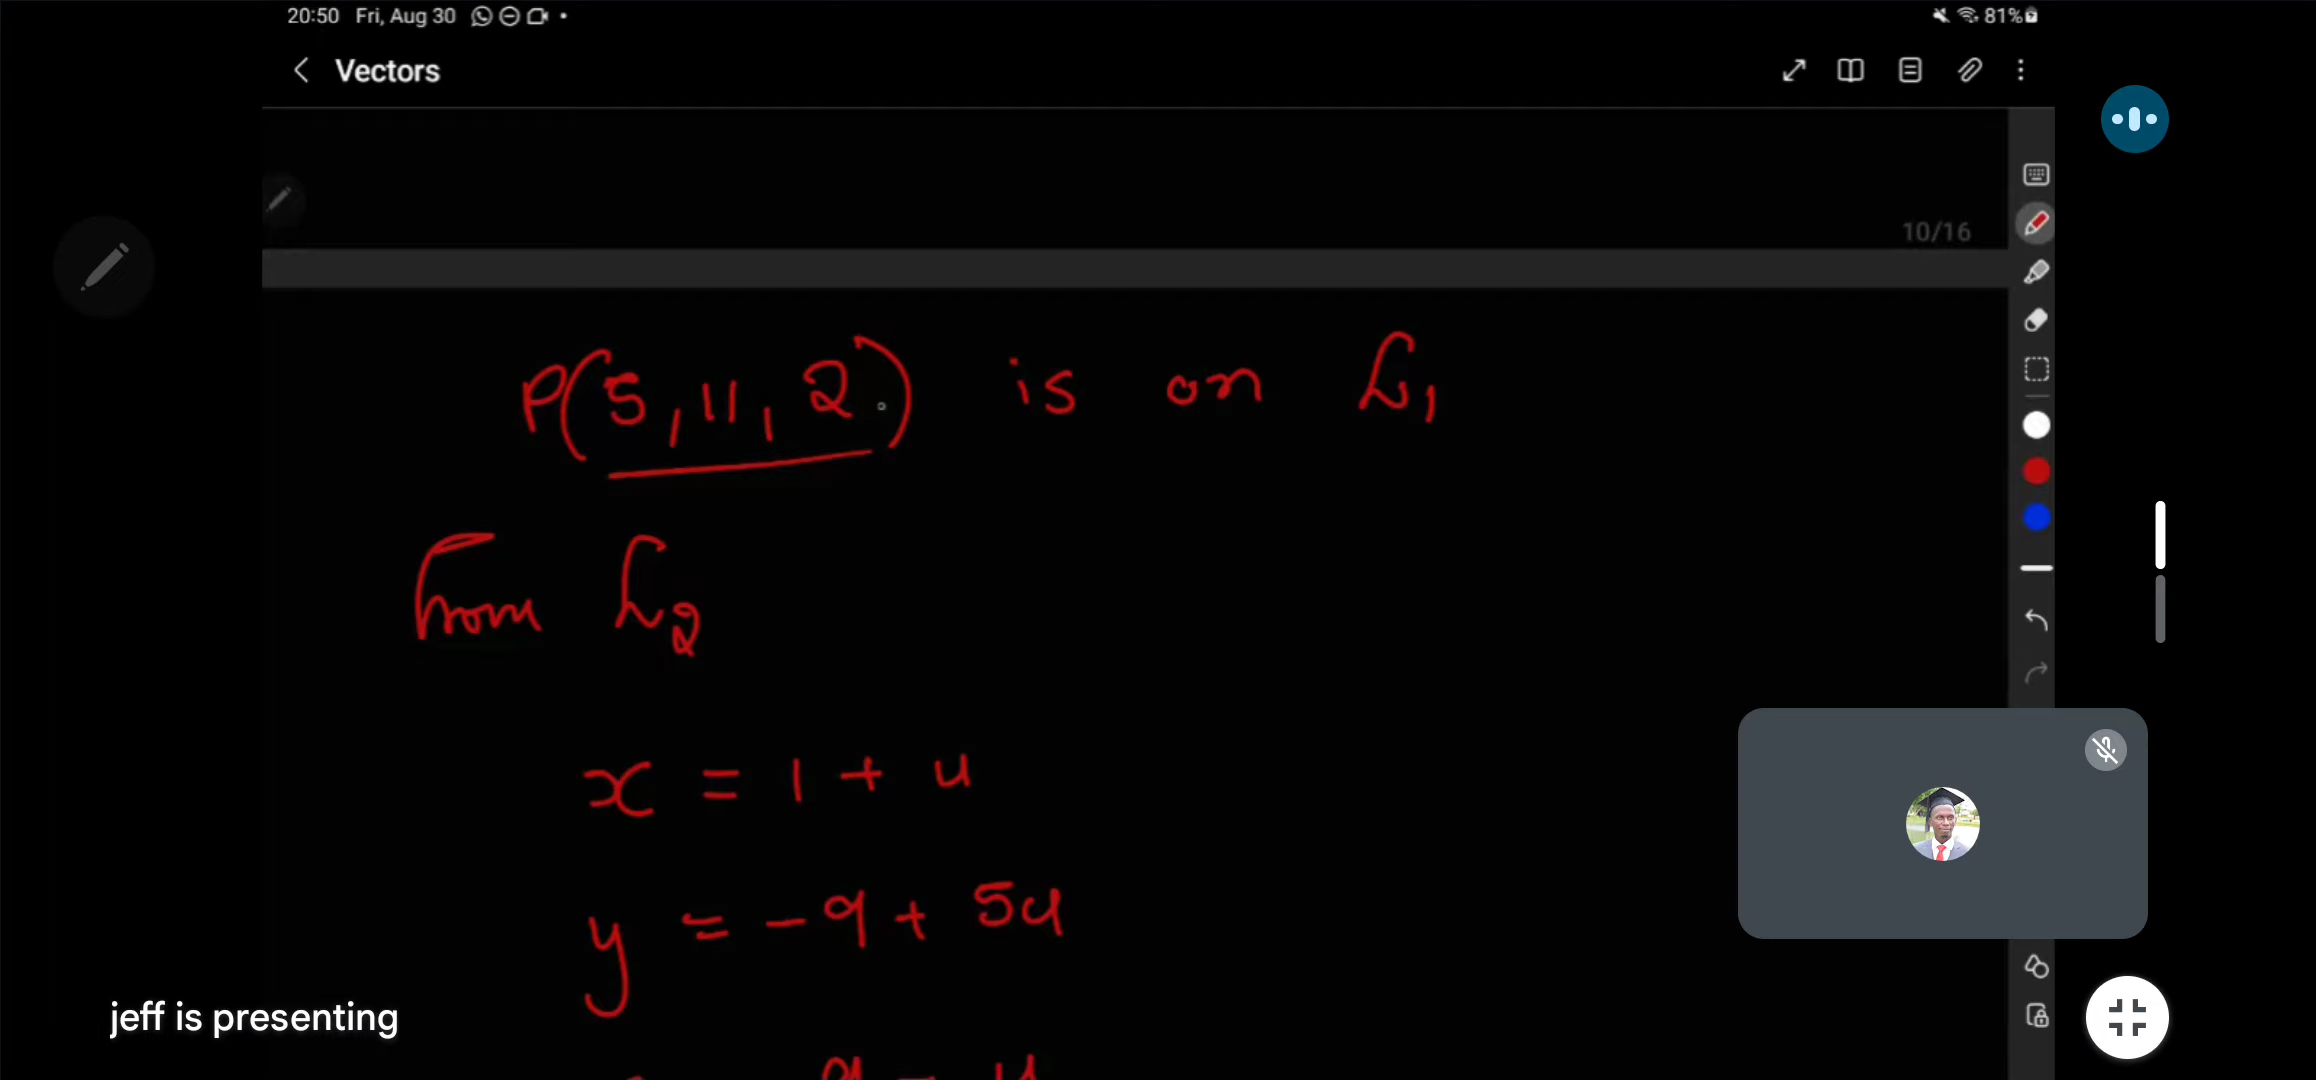 20:50 Fri, Aug 30
81%
Vectors
10/16
P(5, 11, 2) is on L1
From L2
x = 1 + u
y = -9 + 5u
jeff is presenting